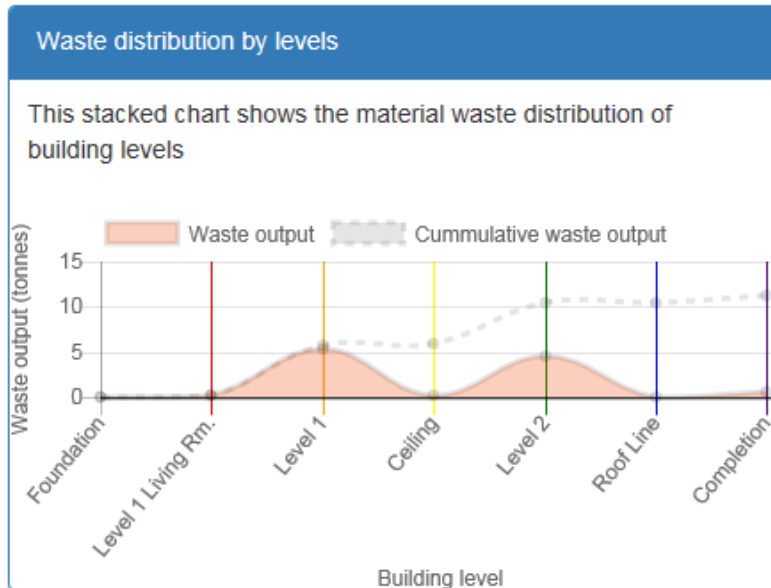 Waste distribution by levels
This stacked chart shows the material waste distribution of
building levels
Waste output
Cummulative waste output
Waste output (tonnes)
15
10
5
0
Foundation
Level 1 Living Rm.
Level 1
Ceiling
Level 2
Roof Line
Completion
Building level